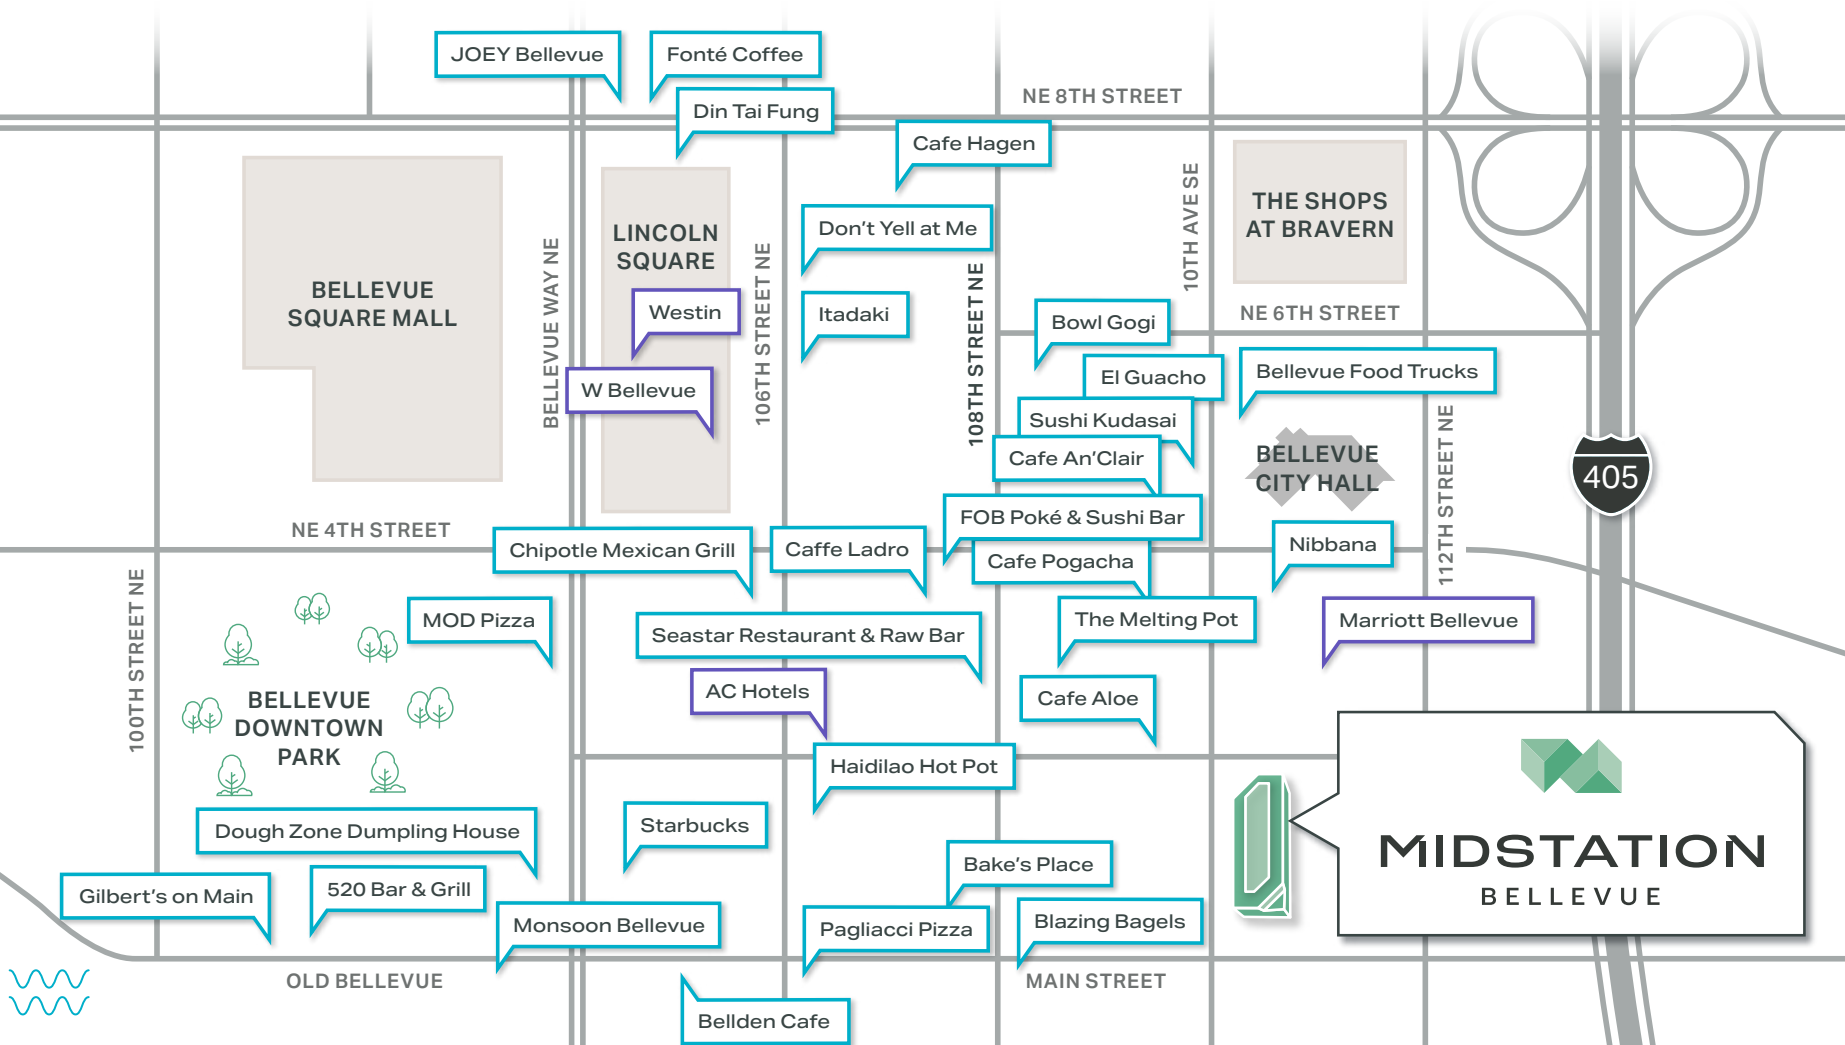 JOEY Bellevue
Fonté Coffee
Din Tai Fung
NE 8TH STREET
Cafe Hagen
10TH AVE SE
THE SHOPS
AT BRAVERN
LINCOLN
SQUARE
Don't Yell at Me
BELLEVUE
SQUARE MALL
BELLEVUE WAY NE
Westin
106TH STREET NE
Itadaki
108TH STREET NE
Bowl Gogi
NE 6TH STREET
W Bellevue
El Guacho
Bellevue Food Trucks
Sushi Kudasai
Cafe An'Clair
BELLEVUE
CITY HALL
112TH STREET NE
405
NE 4TH STREET
Chipotle Mexican Grill
Caffe Ladro
FOB Poké & Sushi Bar
Cafe Pogacha
Nibbana
100TH STREET NE
MOD Pizza
Seastar Restaurant & Raw Bar
The Melting Pot
Marriott Bellevue
BELLEVUE
DOWNTOWN
PARK
AC Hotels
Cafe Aloe
Haidilao Hot Pot
Dough Zone Dumpling House
Starbucks
MIDSTATION
BELLEVUE
Bake's Place
Gilbert's on Main
520 Bar & Grill
Monsoon Bellevue
Pagliacci Pizza
Blazing Bagels
OLD BELLEVUE
MAIN STREET
Bellden Cafe